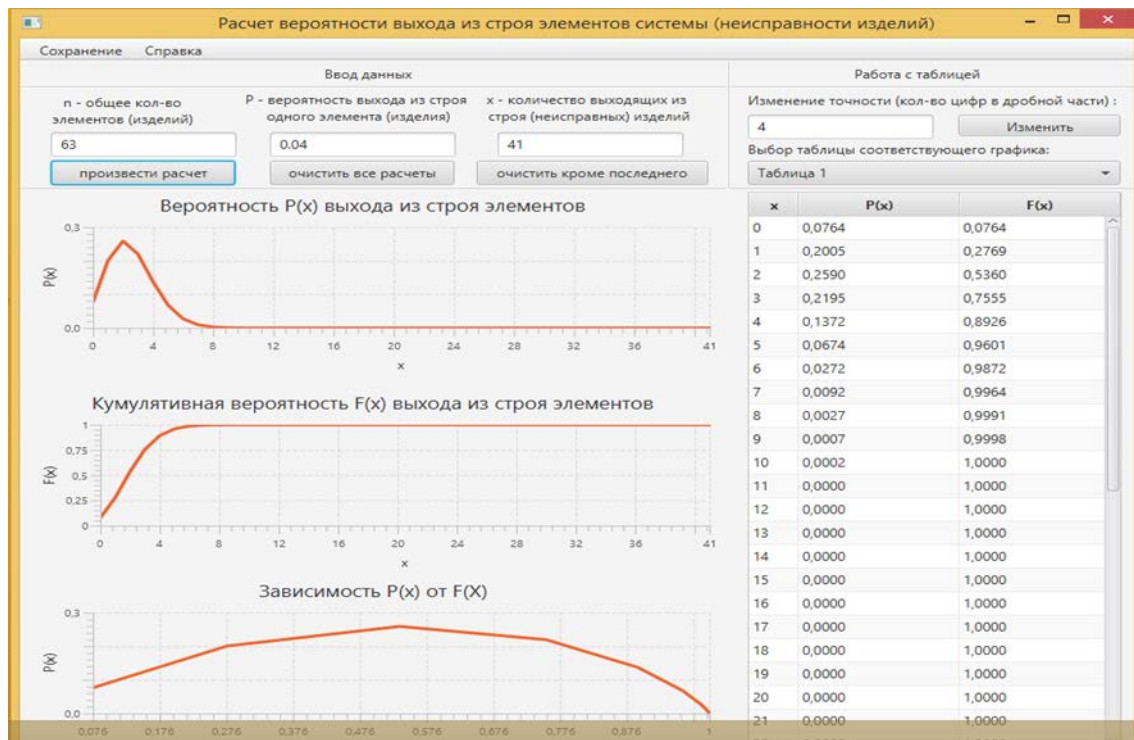 Расчет вероятности выхода из строя элементов системы (неисправности изделий)
Сохранение Справка
Ввод данных
n - общее кол-во
элементов (изделий)
P - вероятность выхода из строя
одного элемента (изделия)
x - количество выходящих из
строя (неисправных) изделий
63
0.04
41
произвести расчет
очистить все расчеты
очистить кроме последнего
Работа с таблицей
Изменение точности (кол-во цифр в дробной части) :
4
Изменить
Выбор таблицы соответствующего графика:
Таблица 1
Вероятность P(x) выхода из строя элементов
0,3
P(x)
0,0
0 4 8 12 16 20 24 28 32 36 41
x
Кумулятивная вероятность F(x) выхода из строя элементов
1
0,75
F(x)
0,5
0,25
0
0 4 8 12 16 20 24 28 32 36 41
x
Зависимость P(x) от F(X)
0,3
P(x)
0,0
0,076 0,176 0,276 0,376 0,476 0,576 0,676 0,776 0,876 1
x P(x) F(x)
0 0,0764 0,0764
1 0,2005 0,2769
2 0,2590 0,5360
3 0,2195 0,7555
4 0,1372 0,8926
5 0,0674 0,9601
6 0,0272 0,9872
7 0,0092 0,9964
8 0,0027 0,9991
9 0,0007 0,9998
10 0,0002 1,0000
11 0,0000 1,0000
12 0,0000 1,0000
13 0,0000 1,0000
14 0,0000 1,0000
15 0,0000 1,0000
16 0,0000 1,0000
17 0,0000 1,0000
18 0,0000 1,0000
19 0,0000 1,0000
20 0,0000 1,0000
21 0,0000 1,0000